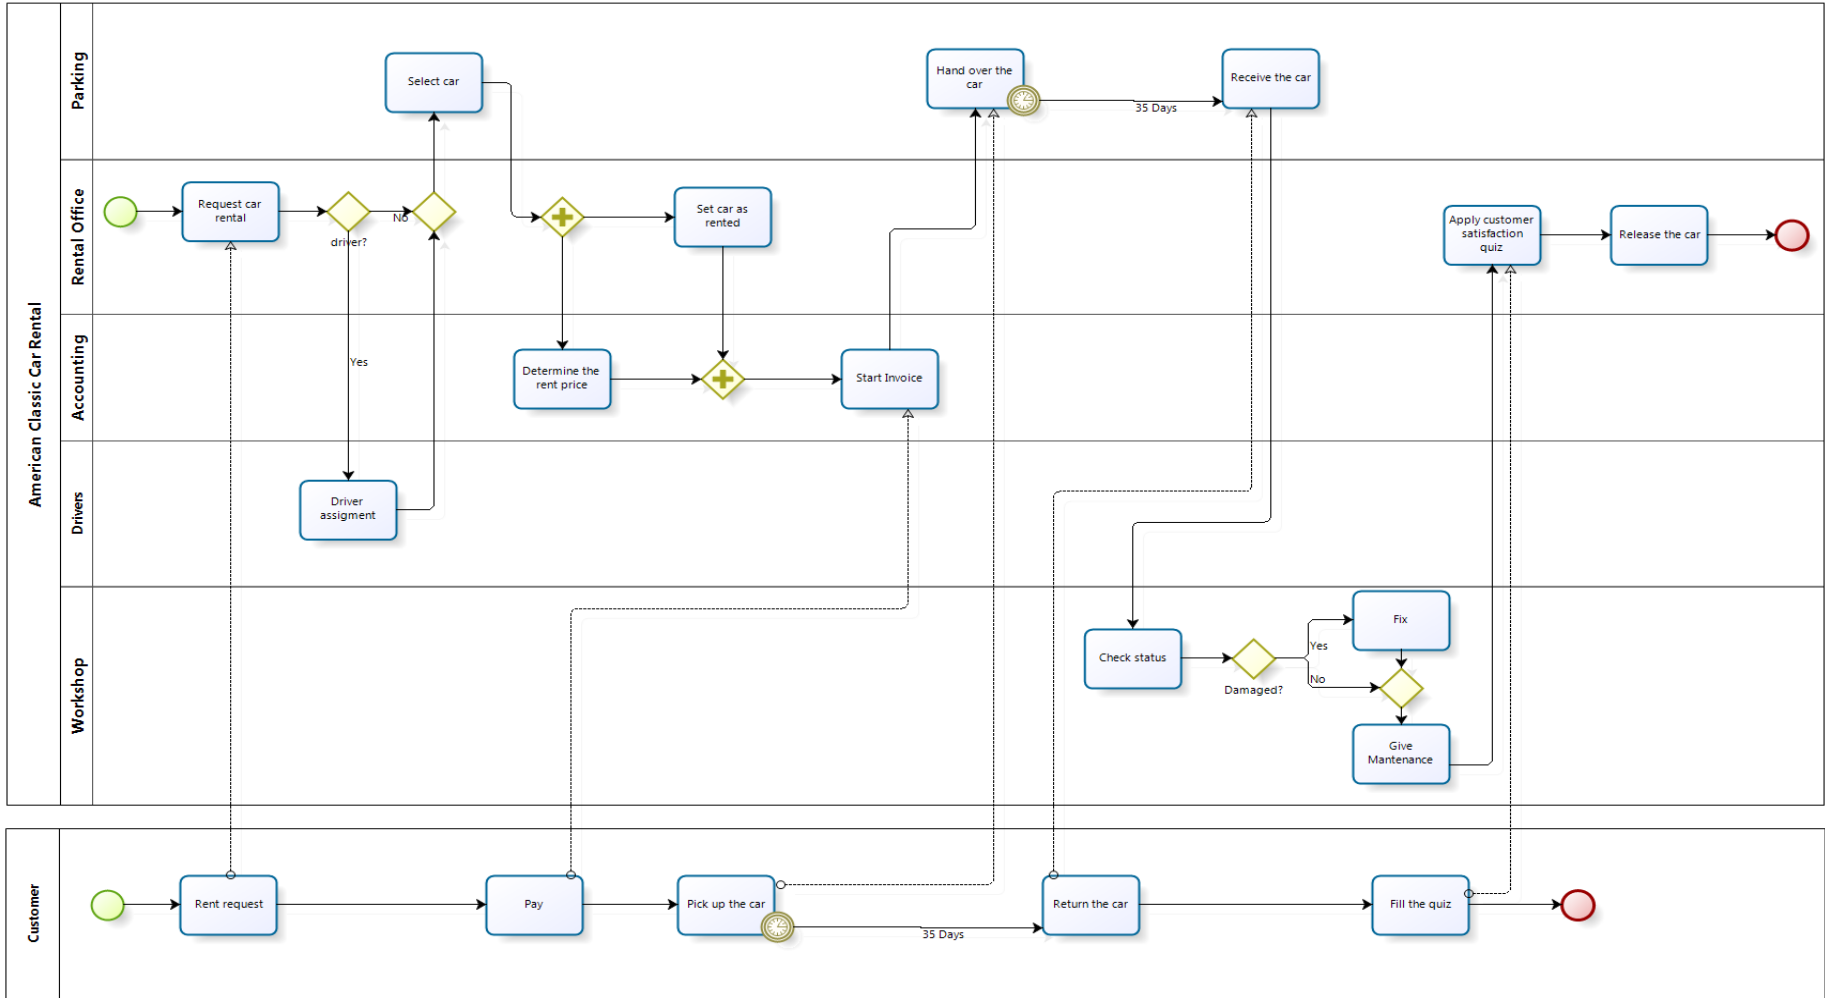 American Classic Car Rental
Parking
Select car
Hand over the
car
35 Days
Receive the car
Rental Office
Request car
rental
driver?
No
Set car as
rented
Apply customer
satisfaction
quiz
Release the car
Accounting
Yes
Determine the
rent price
Start Invoice
Drivers
Driver
assigment
Workshop
Check status
Damaged?
Yes
No
Fix
Give
Mantenance
Customer
Rent request
Pay
Pick up the car
35 Days
Return the car
Fill the quiz